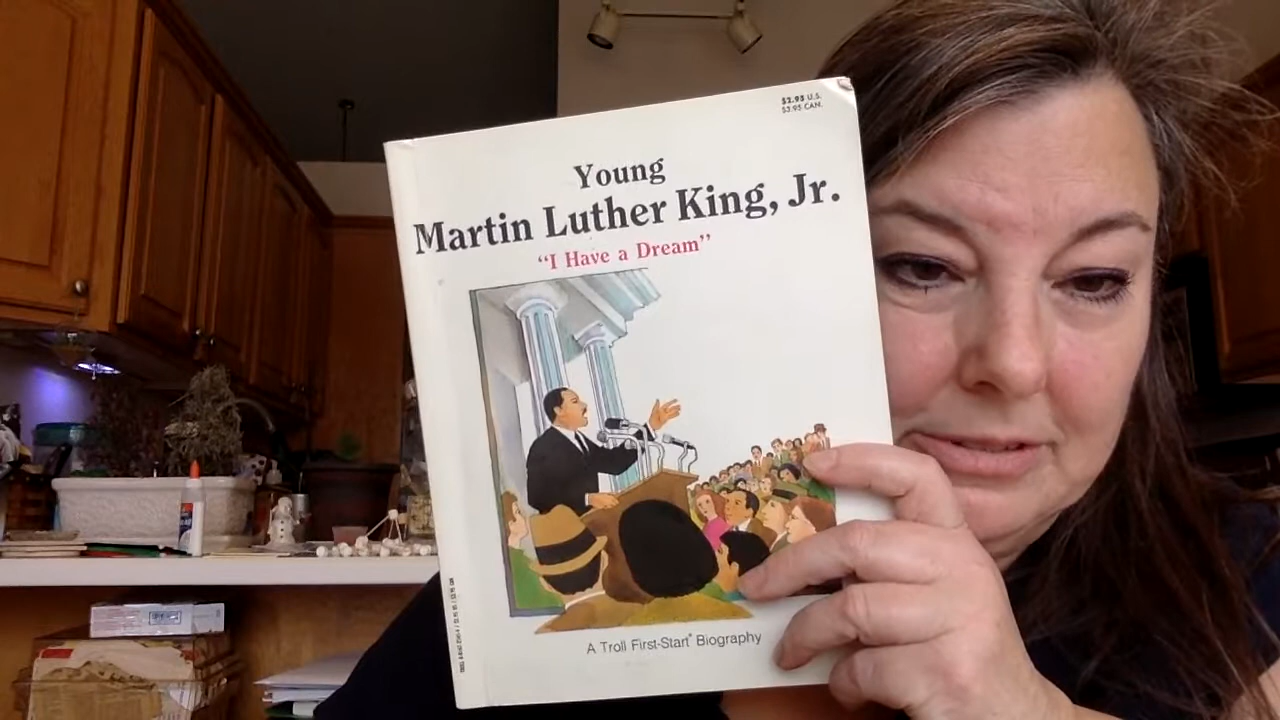 $2.95 U.S.
$3.95 CAN.
Young
Martin Luther King, Jr.
“I Have a Dream”
A Troll First-Start® Biography